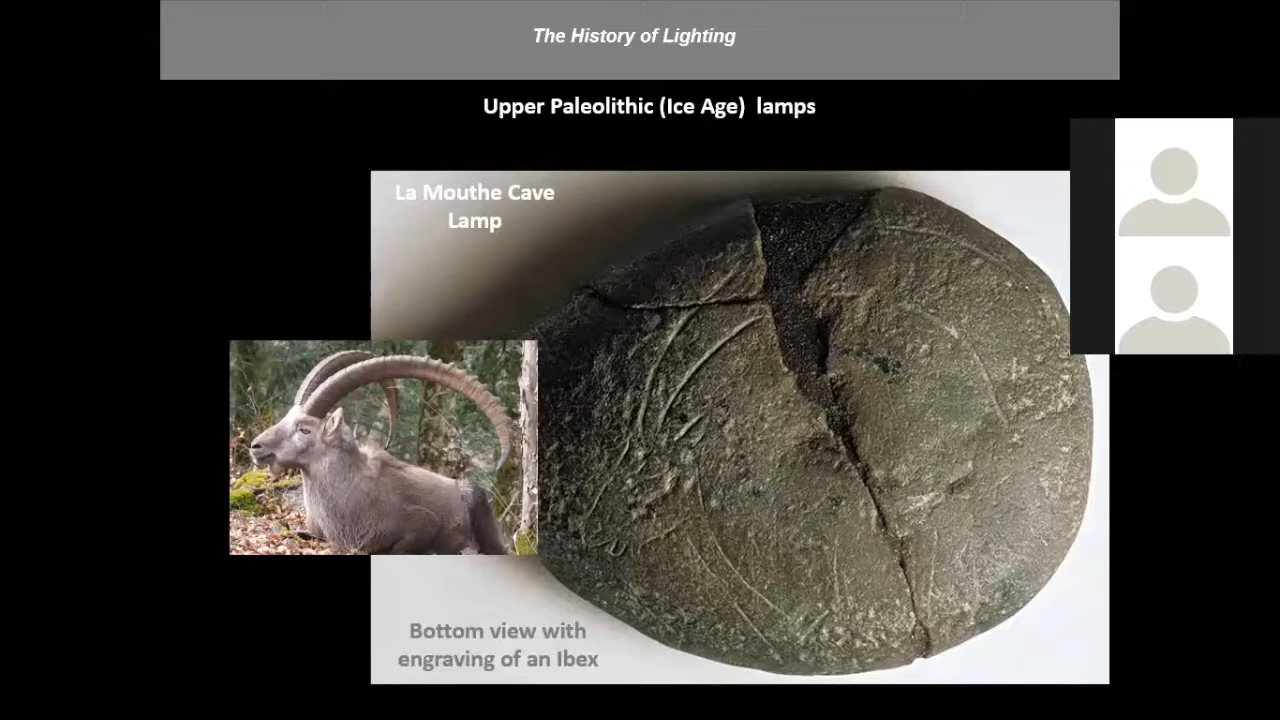 The History of Lighting
Upper Paleolithic (Ice Age) lamps
La Mouthe Cave
Lamp
Bottom view with
engraving of an Ibex